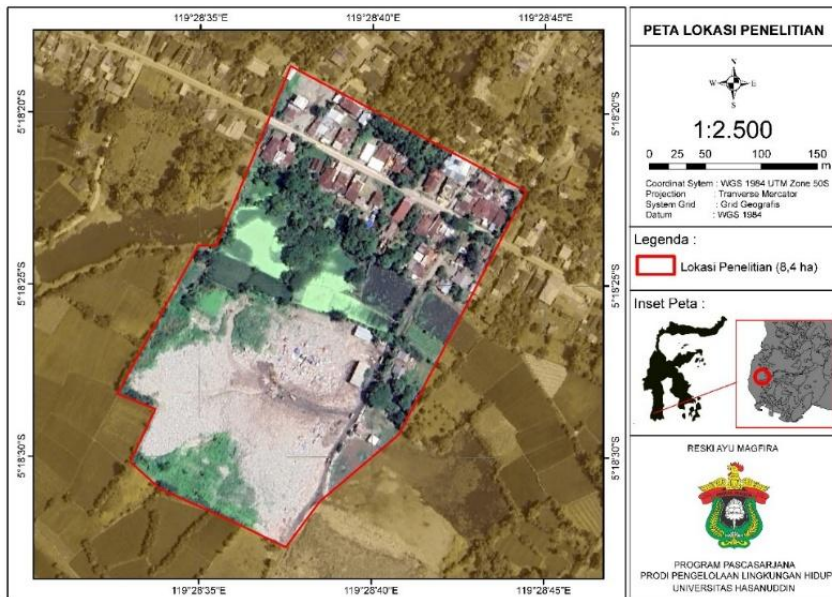 119°28'35"E 119°28'40"E 119°28'45"E
5°18'20"S 5°18'20"S
5°18'25"S 5°18'25"S
5°18'30"S 5°18'30"S
119°28'35"E 119°28'40"E 119°28'45"E
PETA LOKASI PENELITIAN
N
W E
S
1:2.500
0 25 50 100 150
m
Coordinat Sytem : WGS 1984 UTM Zone 50S
Projection : Tranverse Mercator
System Grid : Grid Geografis
Datum : WGS 1984
Legenda :
Lokasi Penelitian (8,4 ha)
Inset Peta :
RESKI AYU MAGFIRA
PROGRAM PASCASARJANA
PRODI PENGELOLAAN LINGKUNGAN HIDUP
UNIVERSITAS HASANUDDIN